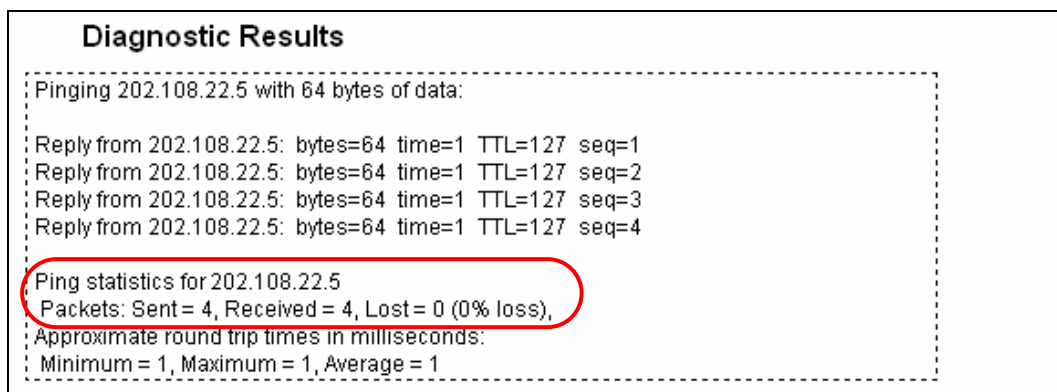 Diagnostic Results
Pinging 202.108.22.5 with 64 bytes of data:
Reply from 202.108.22.5: bytes=64 time=1 TTL=127 seq=1
Reply from 202.108.22.5: bytes=64 time=1 TTL=127 seq=2
Reply from 202.108.22.5: bytes=64 time=1 TTL=127 seq=3
Reply from 202.108.22.5: bytes=64 time=1 TTL=127 seq=4
Ping statistics for 202.108.22.5
Packets: Sent = 4, Received = 4, Lost = 0 (0% loss),
Approximate round trip times in milliseconds:
Minimum = 1, Maximum = 1, Average = 1